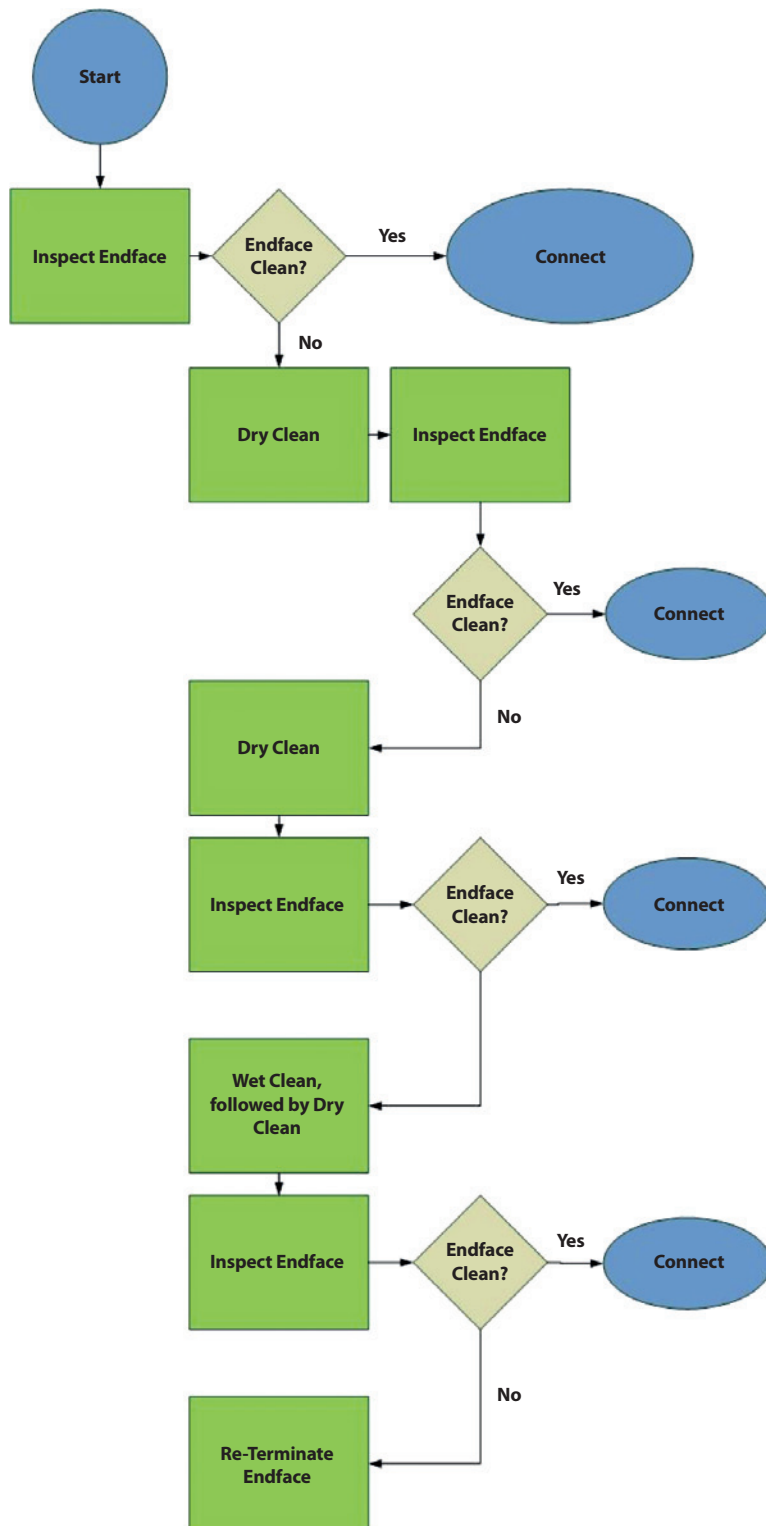 Start
Inspect Endface
Endface
Clean?
Yes
Connect
No
Dry Clean
Inspect Endface
Endface
Clean?
Yes
Connect
No
Dry Clean
Inspect Endface
Endface
Clean?
Yes
Connect
Wet Clean,
followed by Dry
Clean
Inspect Endface
Endface
Clean?
Yes
Connect
No
Re-Terminate
Endface